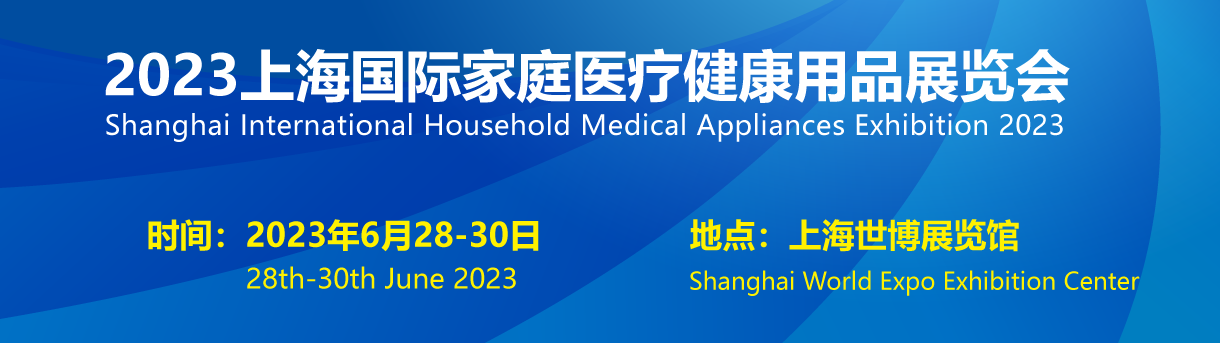 2023上海国际家庭医疗健康用品展览会
Shanghai International Household Medical Appliances Exhibition 2023
时间：2023年6月28-30日
28th-30th June 2023
地点：上海世博展览馆
Shanghai World Expo Exhibition Center